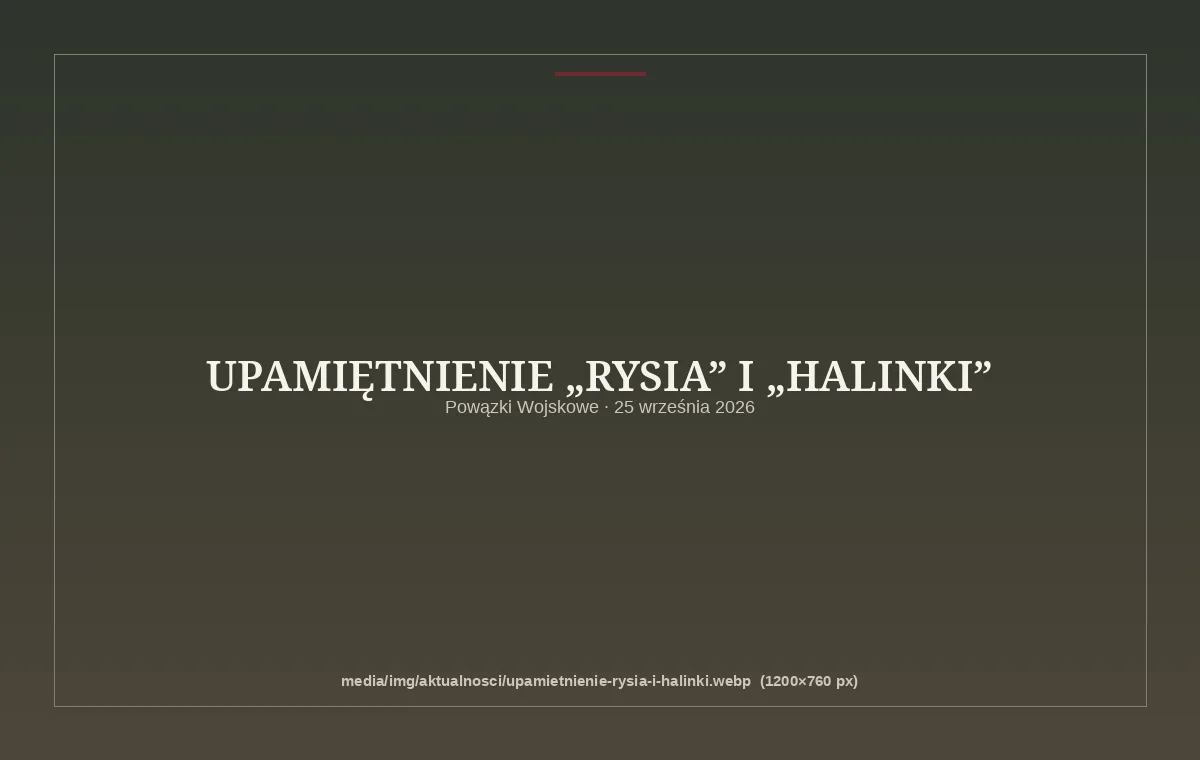 UPAMIĘTNIENIE „RYSIA” I „HALINKI”
Powązki Wojskowe · 25 września 2026
media/img/aktualnosci/upamietnienie-rysia-i-halinki.webp (1200×760 px)